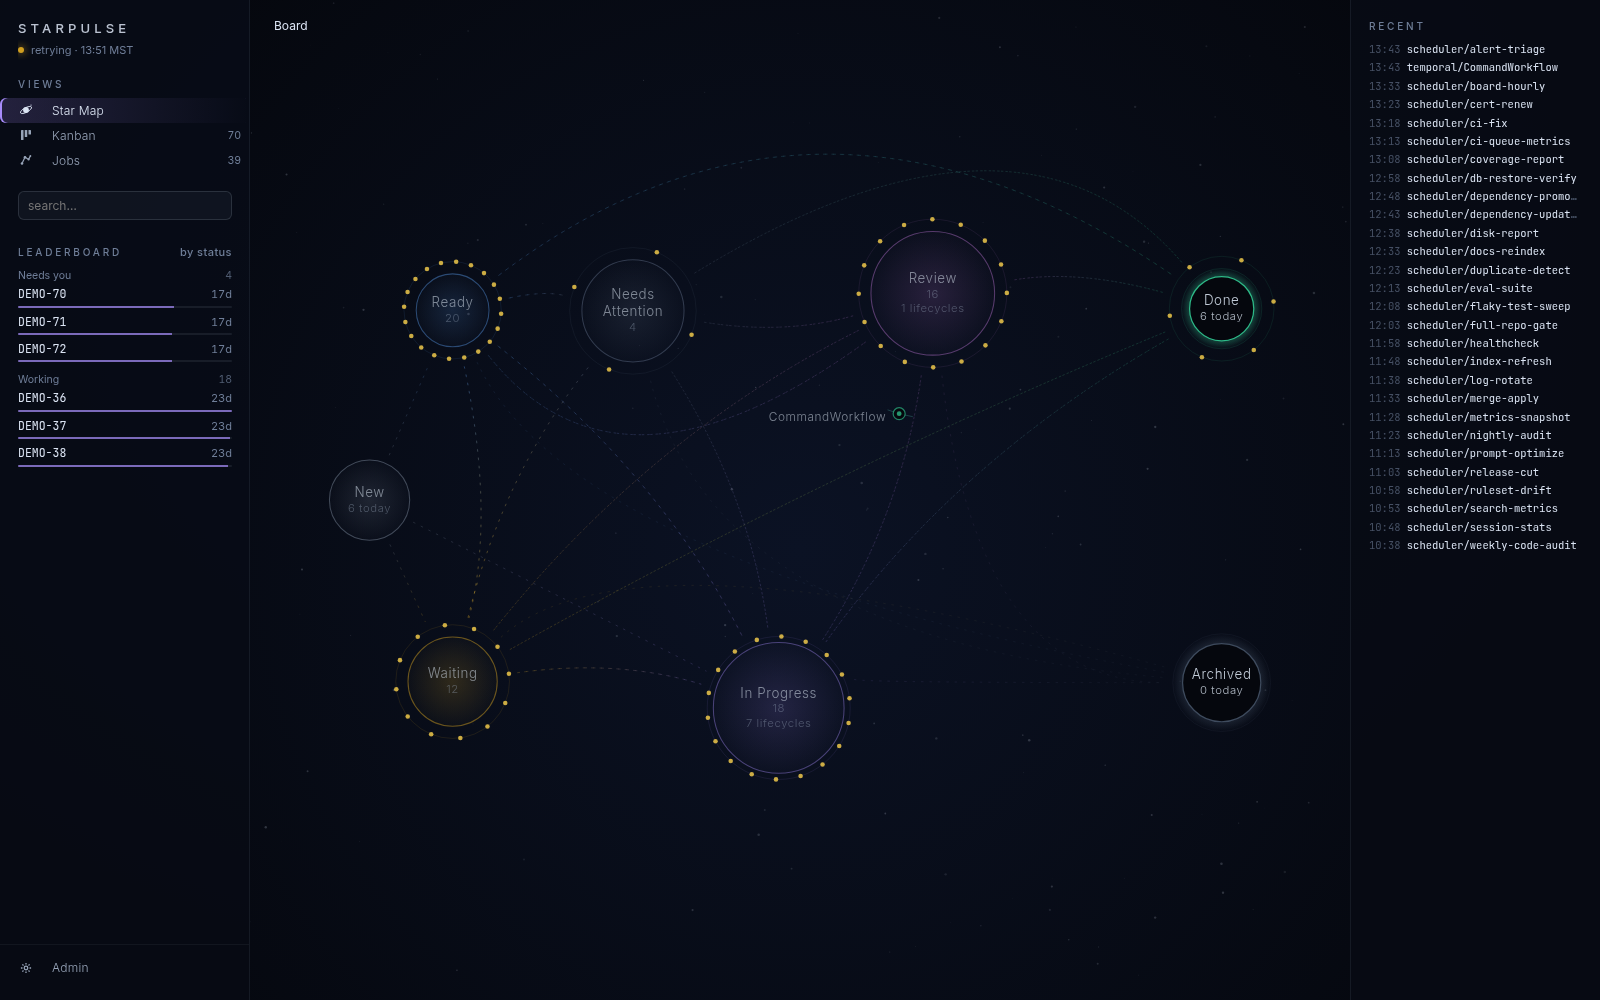 STARPULSE
retrying · 13:51 MST
VIEWS
Star Map
Kanban 70
Jobs 39
search...
LEADERBOARD by status
Needs you 4
DEMO-70 17d
DEMO-71 17d
DEMO-72 17d
Working 18
DEMO-36 23d
DEMO-37 23d
DEMO-38 23d
Admin
Board
Ready
20
Needs
Attention
4
Review
16
1 lifecycles
Done
6 today
CommandWorkflow
New
6 today
Waiting
12
In Progress
18
7 lifecycles
Archived
0 today
RECENT
13:43 scheduler/alert-triage
13:43 temporal/CommandWorkflow
13:33 scheduler/board-hourly
13:23 scheduler/cert-renew
13:18 scheduler/ci-fix
13:13 scheduler/ci-queue-metrics
13:08 scheduler/coverage-report
12:58 scheduler/db-restore-verify
12:48 scheduler/dependency-promo…
12:43 scheduler/dependency-updat…
12:38 scheduler/disk-report
12:33 scheduler/docs-reindex
12:23 scheduler/duplicate-detect
12:13 scheduler/eval-suite
12:08 scheduler/flaky-test-sweep
12:03 scheduler/full-repo-gate
11:58 scheduler/healthcheck
11:48 scheduler/index-refresh
11:38 scheduler/log-rotate
11:33 scheduler/merge-apply
11:28 scheduler/metrics-snapshot
11:23 scheduler/nightly-audit
11:13 scheduler/prompt-optimize
11:03 scheduler/release-cut
10:58 scheduler/ruleset-drift
10:53 scheduler/search-metrics
10:48 scheduler/session-stats
10:38 scheduler/weekly-code-audit